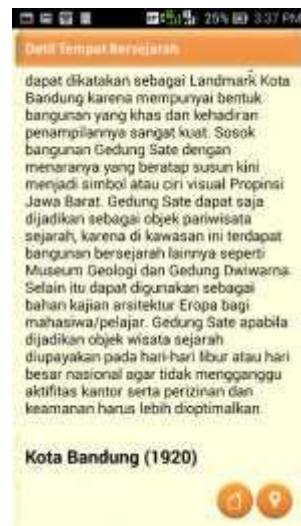 25% 3:37 PM
Detil Tempat Bersejarah
dapat dikatakan sebagai Landmark Kota
Bandung karena mempunyai bentuk
bangunan yang khas dan kehadiran
penampilannya sangat kuat. Sosok
bangunan Gedung Sate dengan
menaranya yang beratap susun kini
menjadi simbol atau ciri visual Propinsi
Jawa Barat. Gedung Sate dapat saja
dijadikan sebagai objek pariwisata
sejarah, karena di kawasan ini terdapat
bangunan bersejarah lainnya seperti
Museum Geologi dan Gedung Dwiwarna.
Selain itu dapat digunakan sebagai
bahan kajian arsitektur Eropa bagi
mahasiwa/pelajar. Gedung Sate apabila
dijadikan objek wisata sejarah
diupayakan pada hari-hari libur atau hari
besar nasional agar tidak mengganggu
aktifitas kantor serta perizinan dan
keamanan harus lebih dioptimalkan.
Kota Bandung (1920)